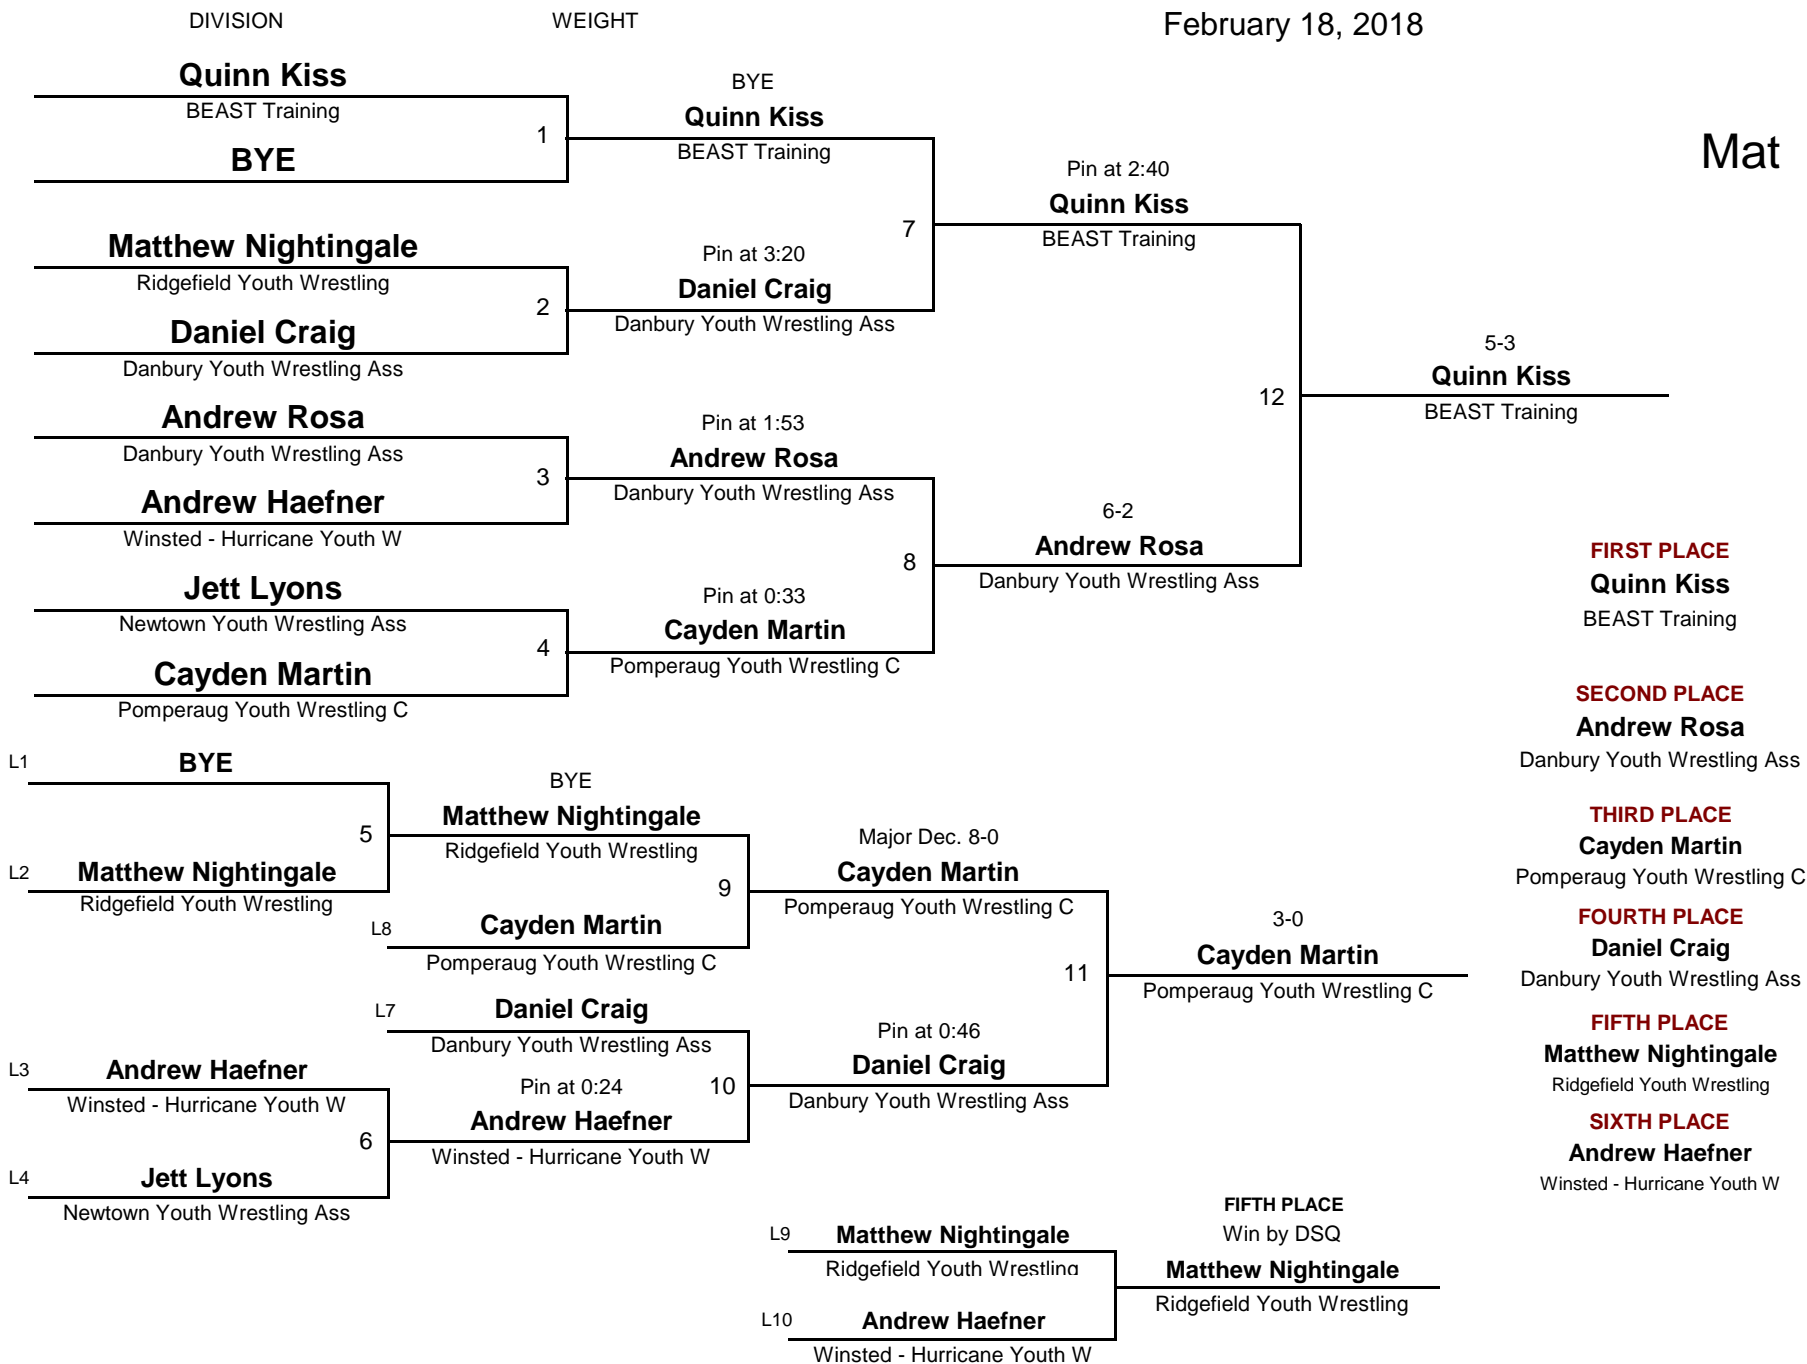 DIVISION WEIGHT February 18, 2018
Mat
Quinn Kiss
BEAST Training
BYE
1
Matthew Nightingale
Ridgefield Youth Wrestling
Daniel Craig
Danbury Youth Wrestling Ass
2
Andrew Rosa
Danbury Youth Wrestling Ass
Andrew Haefner
Winsted - Hurricane Youth W
3
Jett Lyons
Newtown Youth Wrestling Ass
Cayden Martin
Pomperaug Youth Wrestling C
4
BYE
Quinn Kiss
BEAST Training
Pin at 3:20
Daniel Craig
Danbury Youth Wrestling Ass
7
Pin at 1:53
Andrew Rosa
Danbury Youth Wrestling Ass
Pin at 0:33
Cayden Martin
Pomperaug Youth Wrestling C
8
Pin at 2:40
Quinn Kiss
BEAST Training
6-2
Andrew Rosa
Danbury Youth Wrestling Ass
12
5-3
Quinn Kiss
BEAST Training
L1 BYE
L2 Matthew Nightingale
Ridgefield Youth Wrestling
5
L3 Andrew Haefner
Winsted - Hurricane Youth W
L4 Jett Lyons
Newtown Youth Wrestling Ass
6
BYE
Matthew Nightingale
Ridgefield Youth Wrestling
L8 Cayden Martin
Pomperaug Youth Wrestling C
9
L7 Daniel Craig
Danbury Youth Wrestling Ass
Pin at 0:24
Andrew Haefner
Winsted - Hurricane Youth W
10
Major Dec. 8-0
Cayden Martin
Pomperaug Youth Wrestling C
Pin at 0:46
Daniel Craig
Danbury Youth Wrestling Ass
11
3-0
Cayden Martin
Pomperaug Youth Wrestling C
L9 Matthew Nightingale
Ridgefield Youth Wrestling
L10 Andrew Haefner
Winsted - Hurricane Youth W
FIFTH PLACE
Win by DSQ
Matthew Nightingale
Ridgefield Youth Wrestling
FIRST PLACE
Quinn Kiss
BEAST Training
SECOND PLACE
Andrew Rosa
Danbury Youth Wrestling Ass
THIRD PLACE
Cayden Martin
Pomperaug Youth Wrestling C
FOURTH PLACE
Daniel Craig
Danbury Youth Wrestling Ass
FIFTH PLACE
Matthew Nightingale
Ridgefield Youth Wrestling
SIXTH PLACE
Andrew Haefner
Winsted - Hurricane Youth W